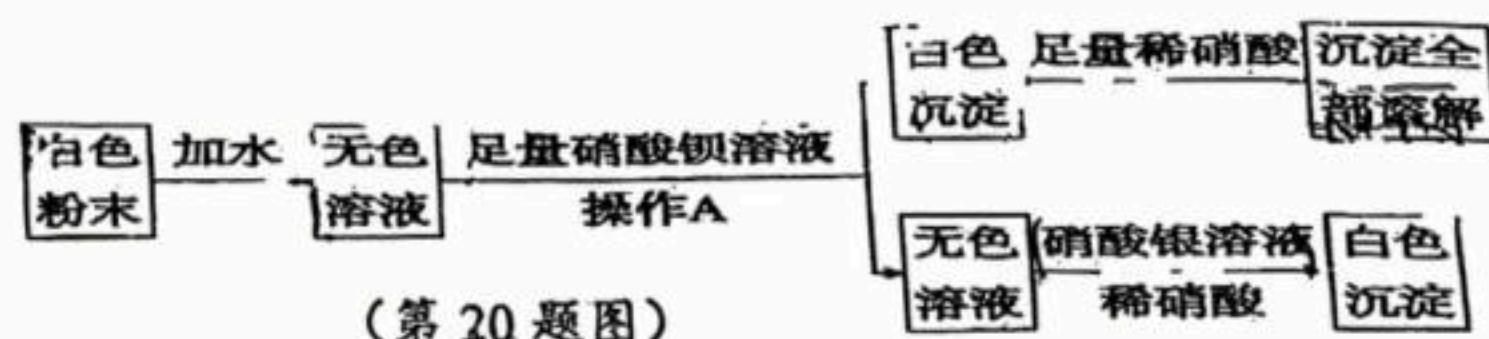 白色
粉末
加水
无色
溶液
足量硝酸钡溶液
操作A
白色
沉淀
足量稀硝酸
沉淀全
部溶解
无色
溶液
硝酸银溶液
稀硝酸
白色
沉淀
(第 20 题图)